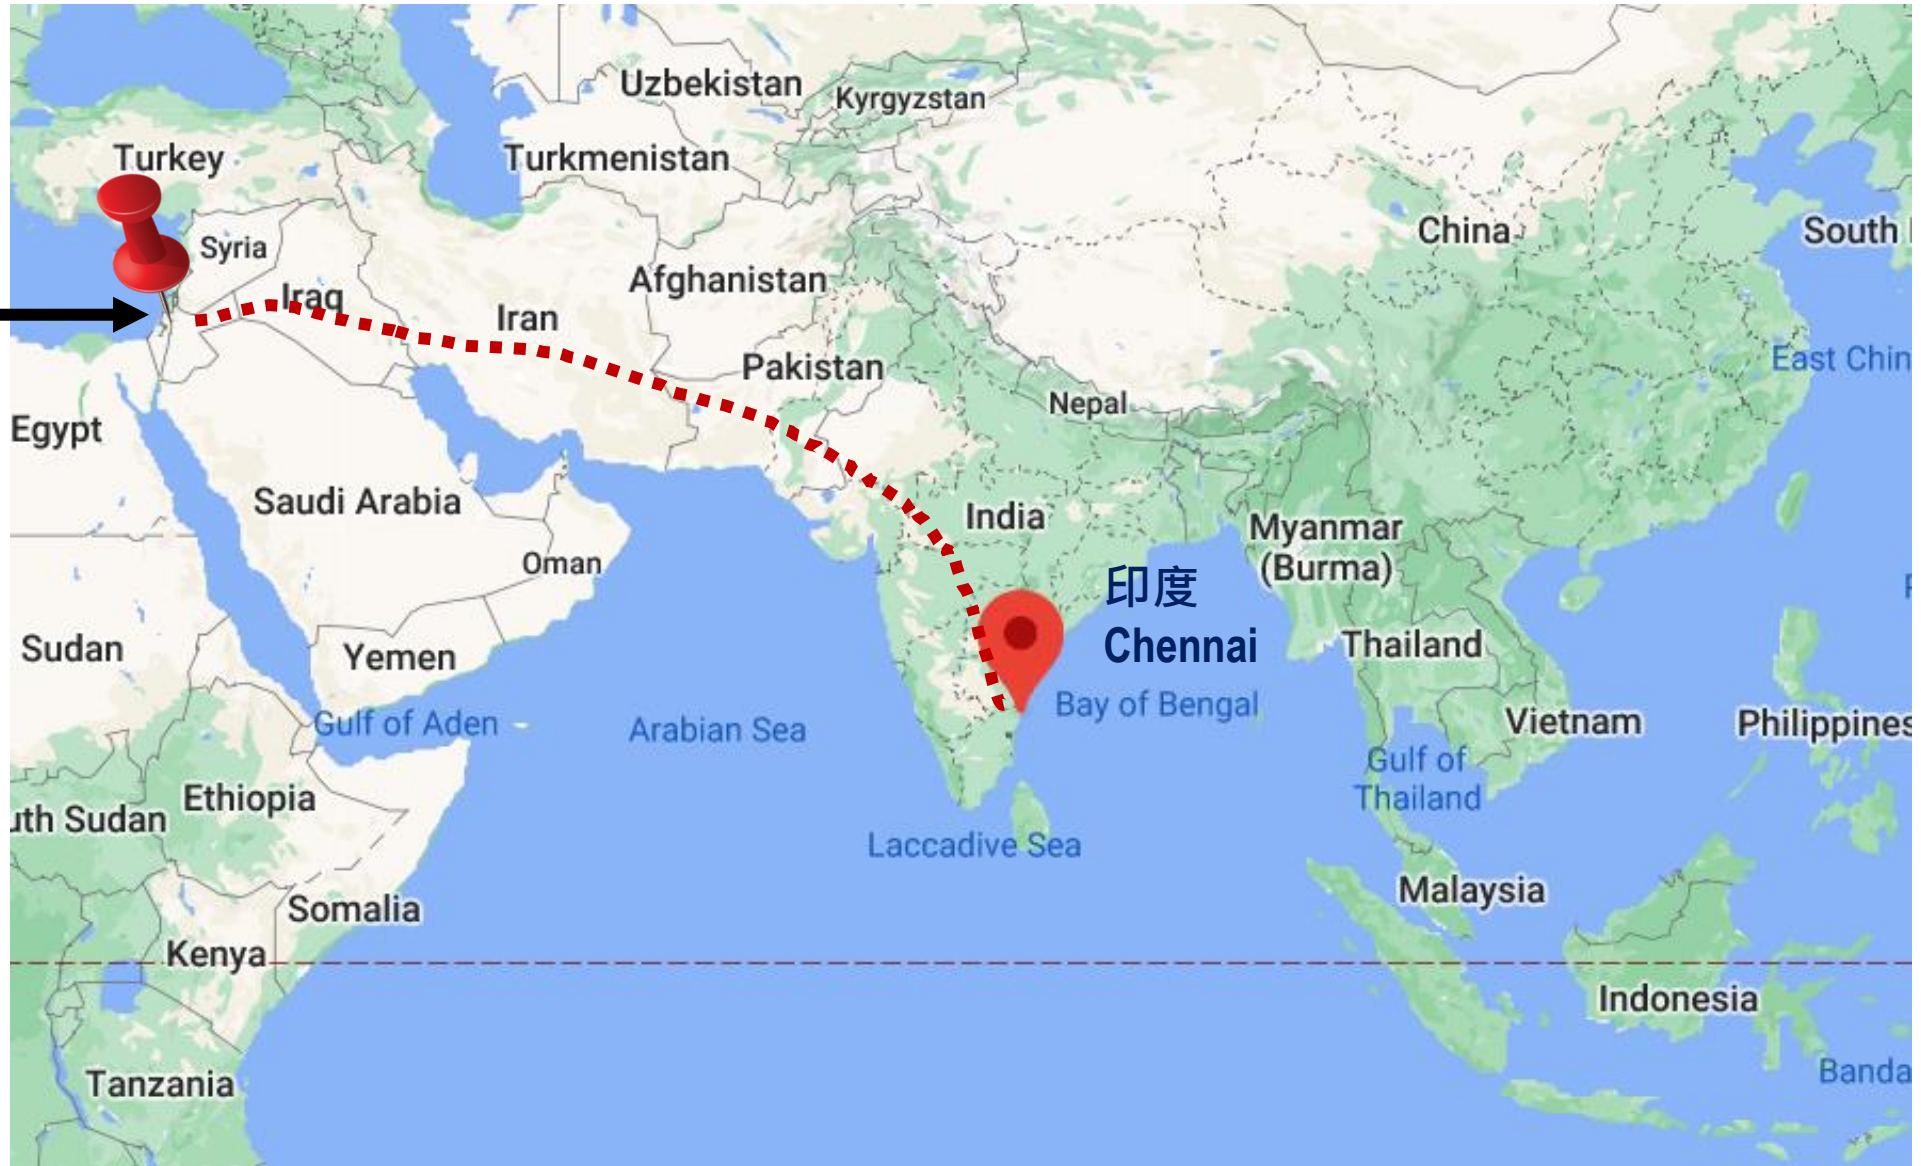 Uzbekistan
Kyrgyzstan
Turkey
Turkmenistan
China
South
Syria
Afghanistan
Iraq
Iran
Pakistan
East Chin
Nepal
Egypt
Saudi Arabia
India
Myanmar
(Burma)
Oman
印度
Chennai
Sudan
Yemen
Thailand
Bay of Bengal
Gulf of Aden
Arabian Sea
Vietnam
Philippines
Gulf of
Thailand
Ethiopia
uth Sudan
Laccadive Sea
Malaysia
Somalia
Kenya
Indonesia
Banda
Tanzania